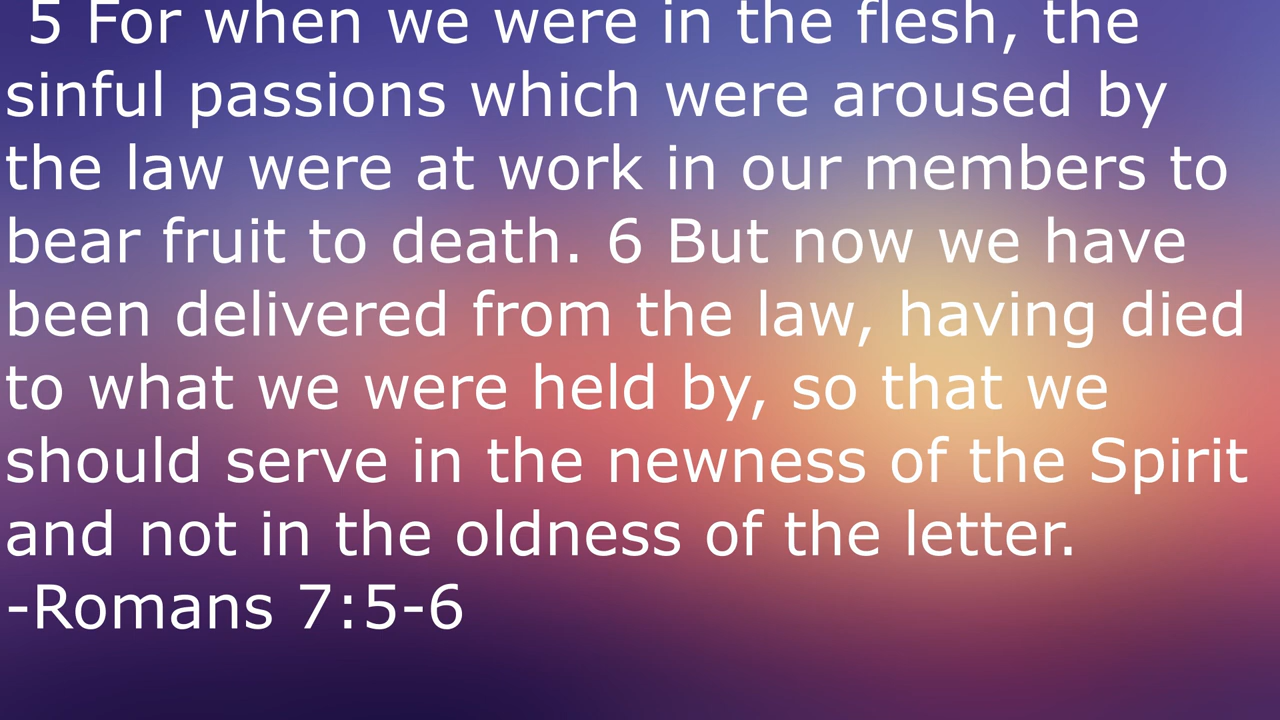 5 For when we were in the flesh, the
sinful passions which were aroused by
the law were at work in our members to
bear fruit to death. 6 But now we have
been delivered from the law, having died
to what we were held by, so that we
should serve in the newness of the Spirit
and not in the oldness of the letter.
-Romans 7:5-6